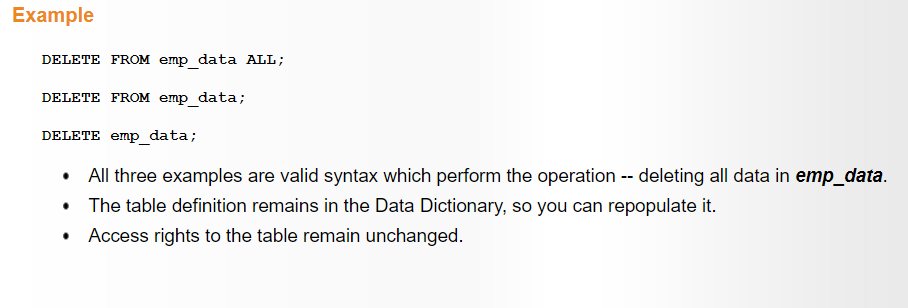 Example
DELETE FROM emp_data ALL;
DELETE FROM emp_data;
DELETE emp_data;
• All three examples are valid syntax which perform the operation -- deleting all data in emp_data.
• The table definition remains in the Data Dictionary, so you can repopulate it.
• Access rights to the table remain unchanged.